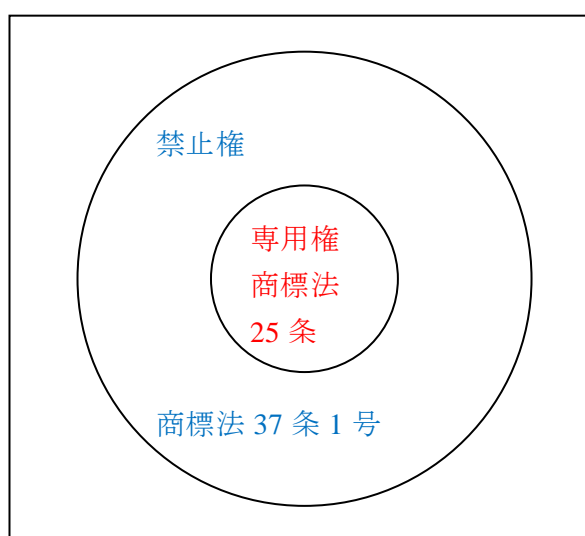 禁止権
専用権
商標法
25 条
商標法 37 条 1 号